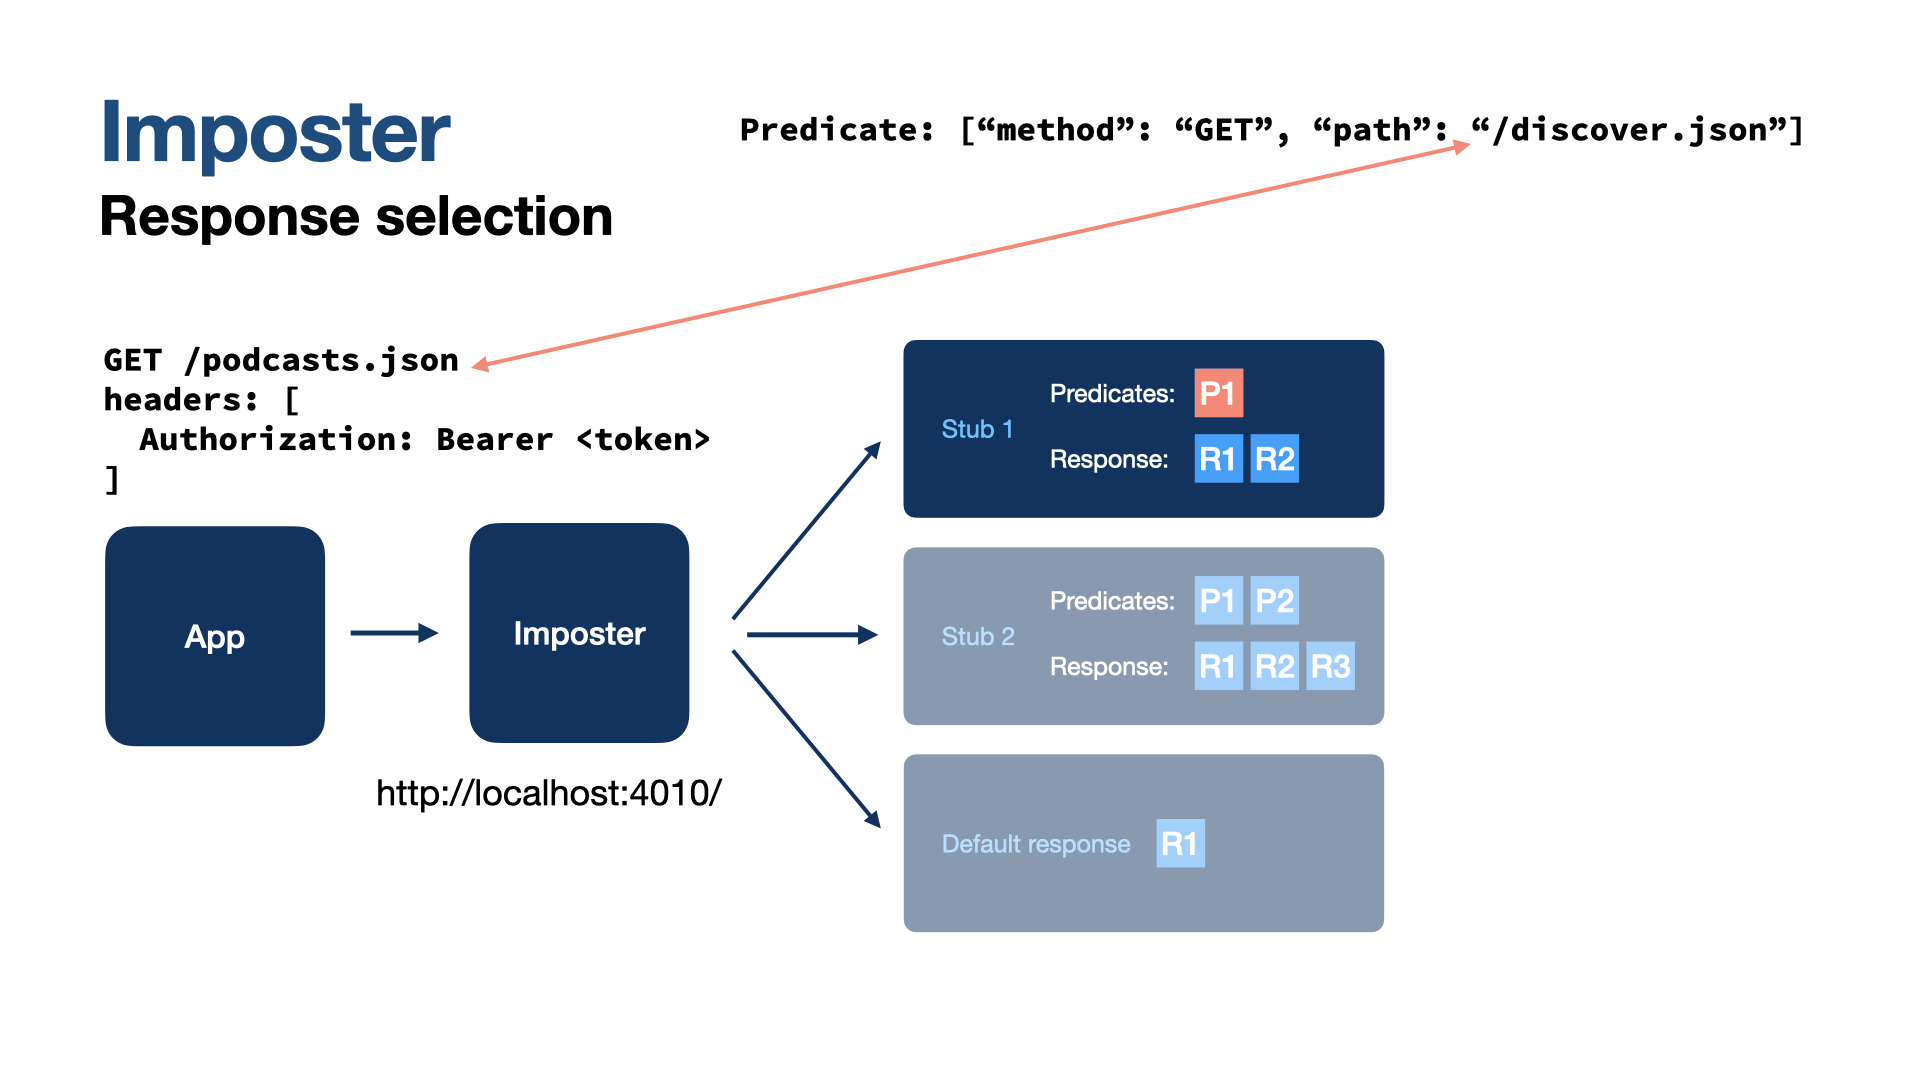 Imposter
Response selection
Predicate: [“method”: “GET”, “path”: “/discover.json”]
GET /podcasts.json
headers: [
  Authorization: Bearer <token>
]
App
Imposter
http://localhost:4010/
Stub 1
Predicates: P1
Response: R1 R2
Stub 2
Predicates: P1 P2
Response: R1 R2 R3
Default response R1